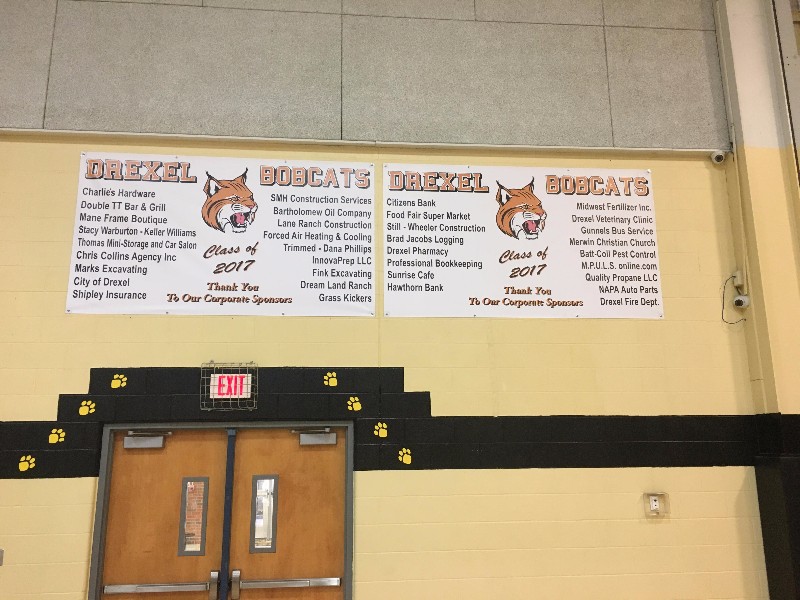 DREXEL BOBCATS
Charlie's Hardware
Double TT Bar & Grill
Mane Frame Boutique
Stacy Warburton - Keller Williams
Thomas Mini-Storage and Car Salon
Chris Collins Agency Inc
Marks Excavating
City of Drexel
Shipley Insurance
SMH Construction Services
Bartholomew Oil Company
Lane Ranch Construction
Forced Air Heating & Cooling
Trimmed - Dana Phillips
InnovaPrep LLC
Fink Excavating
Dream Land Ranch
Grass Kickers
Class of
2017
Thank You
To Our Corporate Sponsors
DREXEL BOBCATS
Citizens Bank
Food Fair Super Market
Still - Wheeler Construction
Brad Jacobs Logging
Drexel Pharmacy
Professional Bookkeeping
Sunrise Cafe
Hawthorn Bank
Midwest Fertilizer Inc.
Drexel Veterinary Clinic
Gunnels Bus Service
Merwin Christian Church
Batt-Coil Pest Control
M.P.U.L.S. online.com
Quality Propane LLC
NAPA Auto Parts
Drexel Fire Dept.
Class of
2017
Thank You
To Our Corporate Sponsors
EXIT